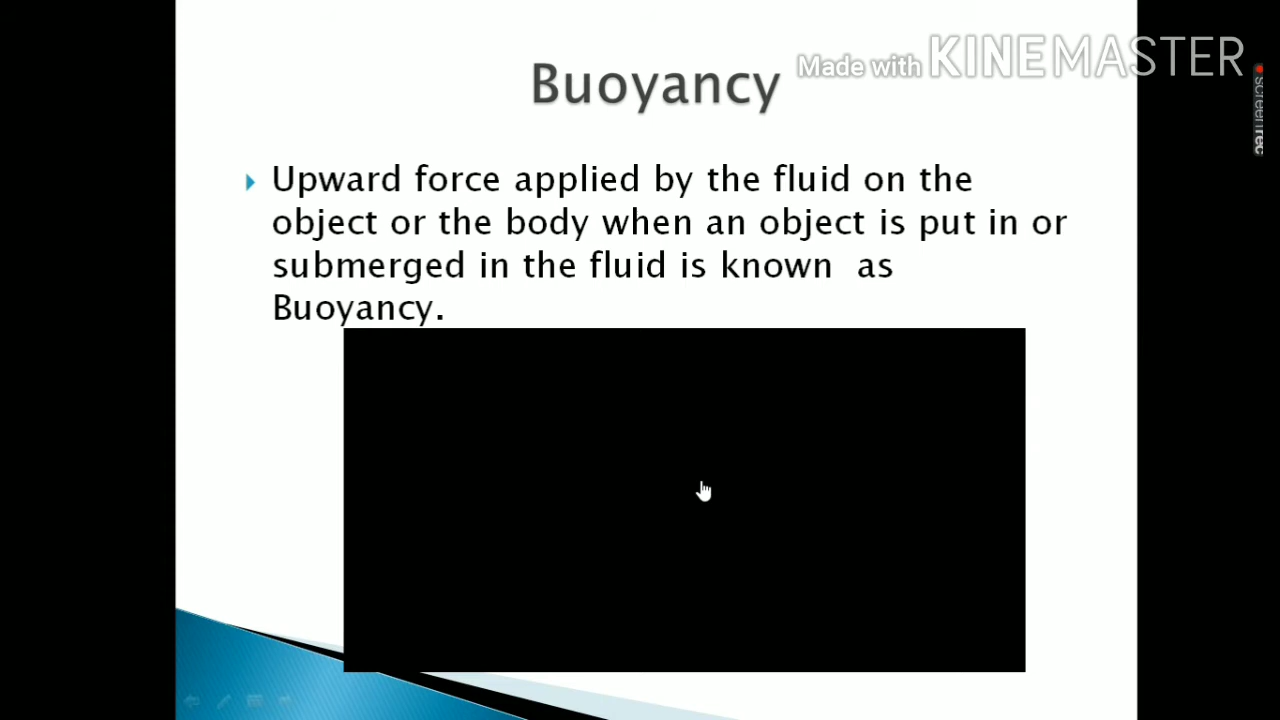 Made with KINEMASTER
screenrec
Buoyancy
Upward force applied by the fluid on the
object or the body when an object is put in or
submerged in the fluid is known as
Buoyancy.